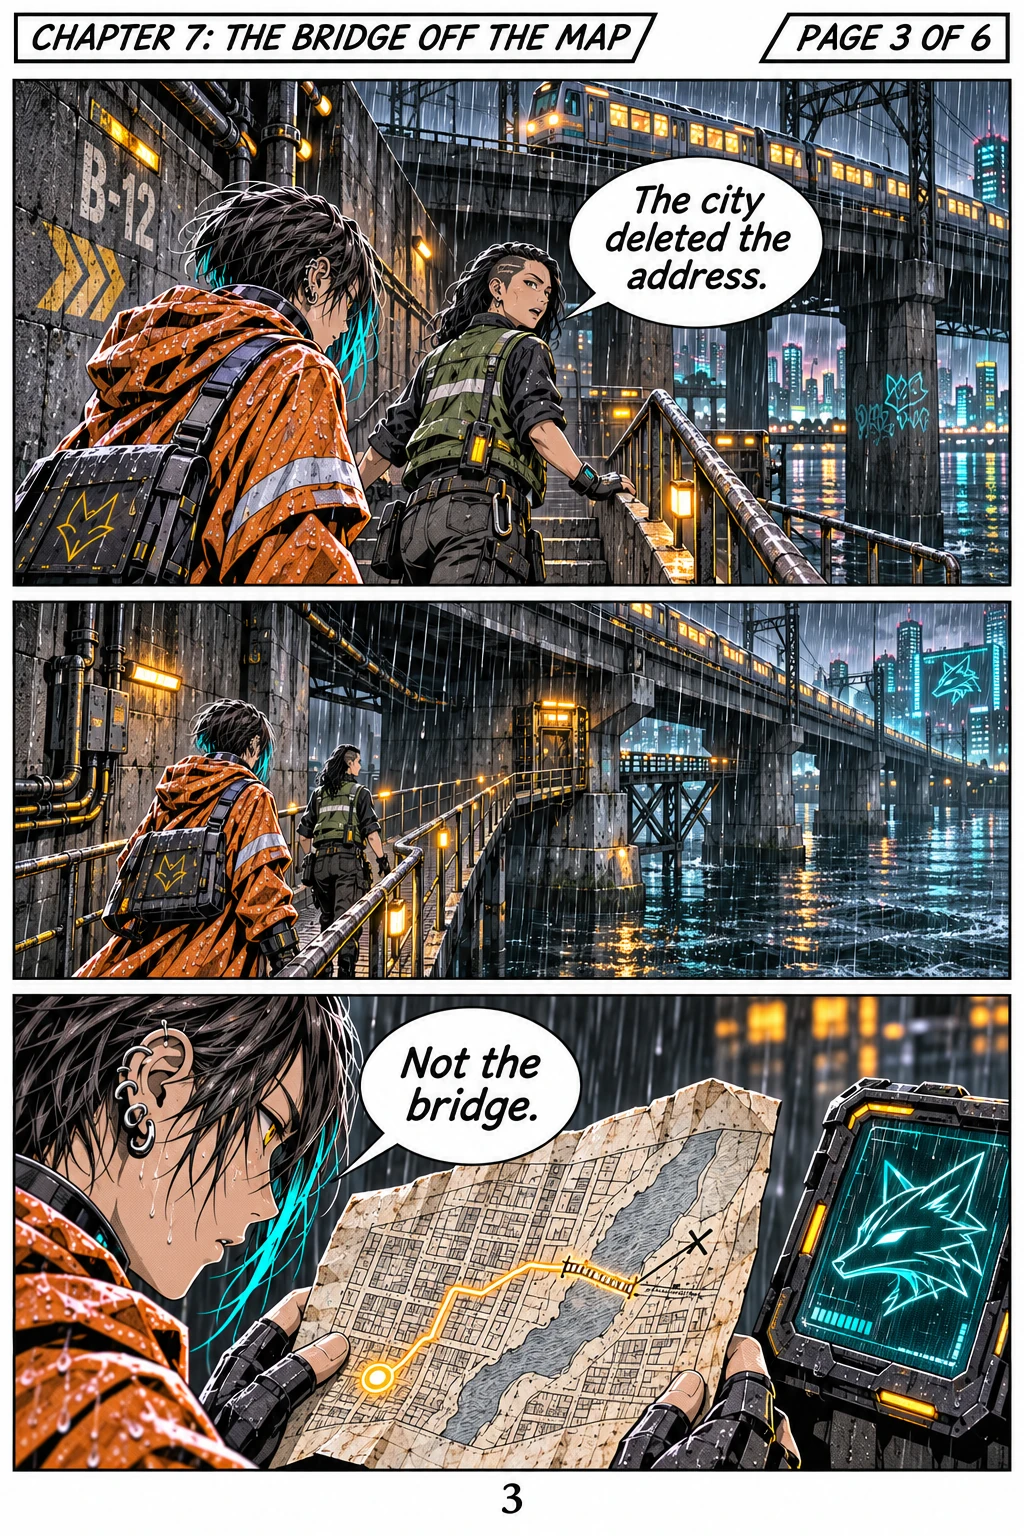 CHAPTER 7: THE BRIDGE OFF THE MAP
PAGE 3 OF 6
B-12
The city
deleted the
address.
Not the
bridge.
3